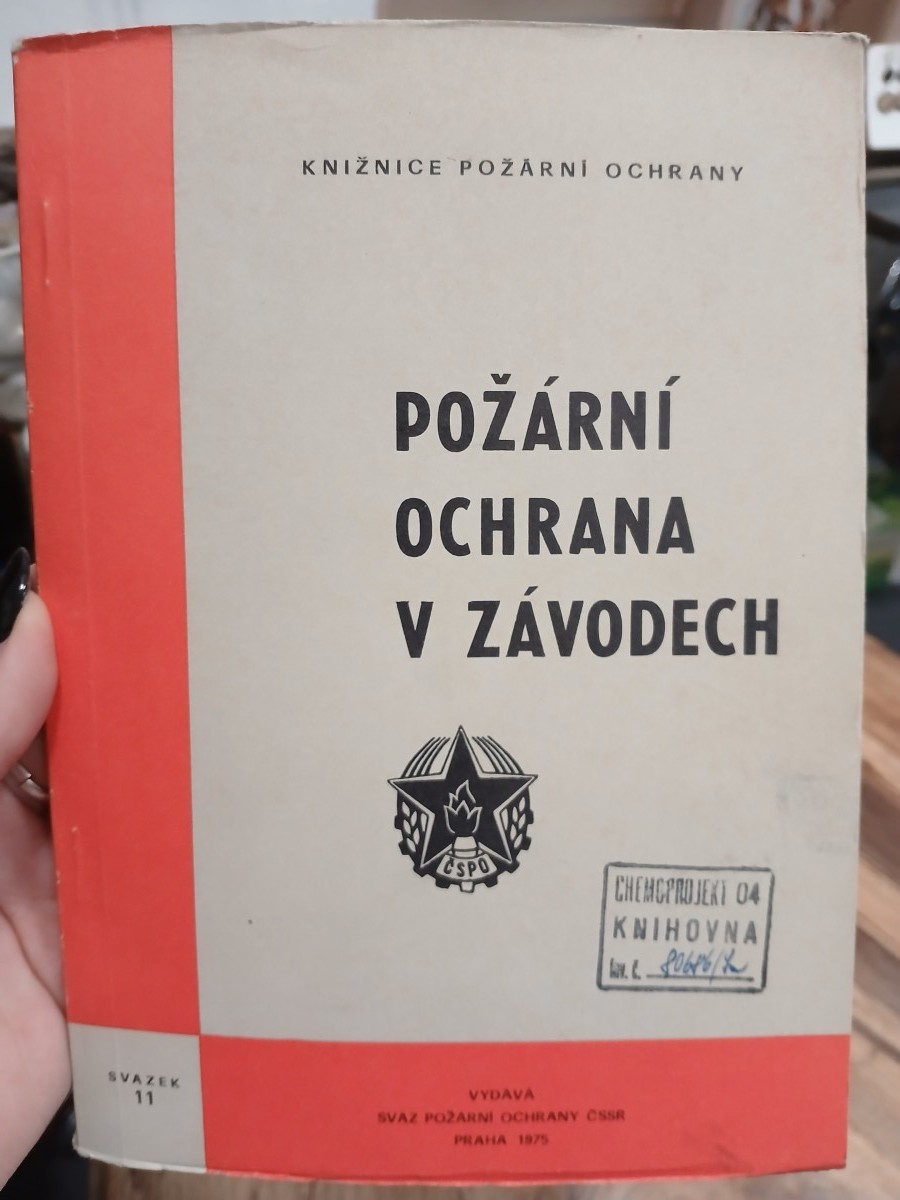 KNIŽNICE POŽÁRNÍ OCHRANY
POŽÁRNÍ
OCHRANA
V ZÁVODECH
ČSPO
CHEMOPROJEKT 04
KNIHOVNA
Inv. č.
SVAZEK
11
VYDÁVÁ
SVAZ POŽÁRNÍ OCHRANY ČSSR
PRAHA 1975